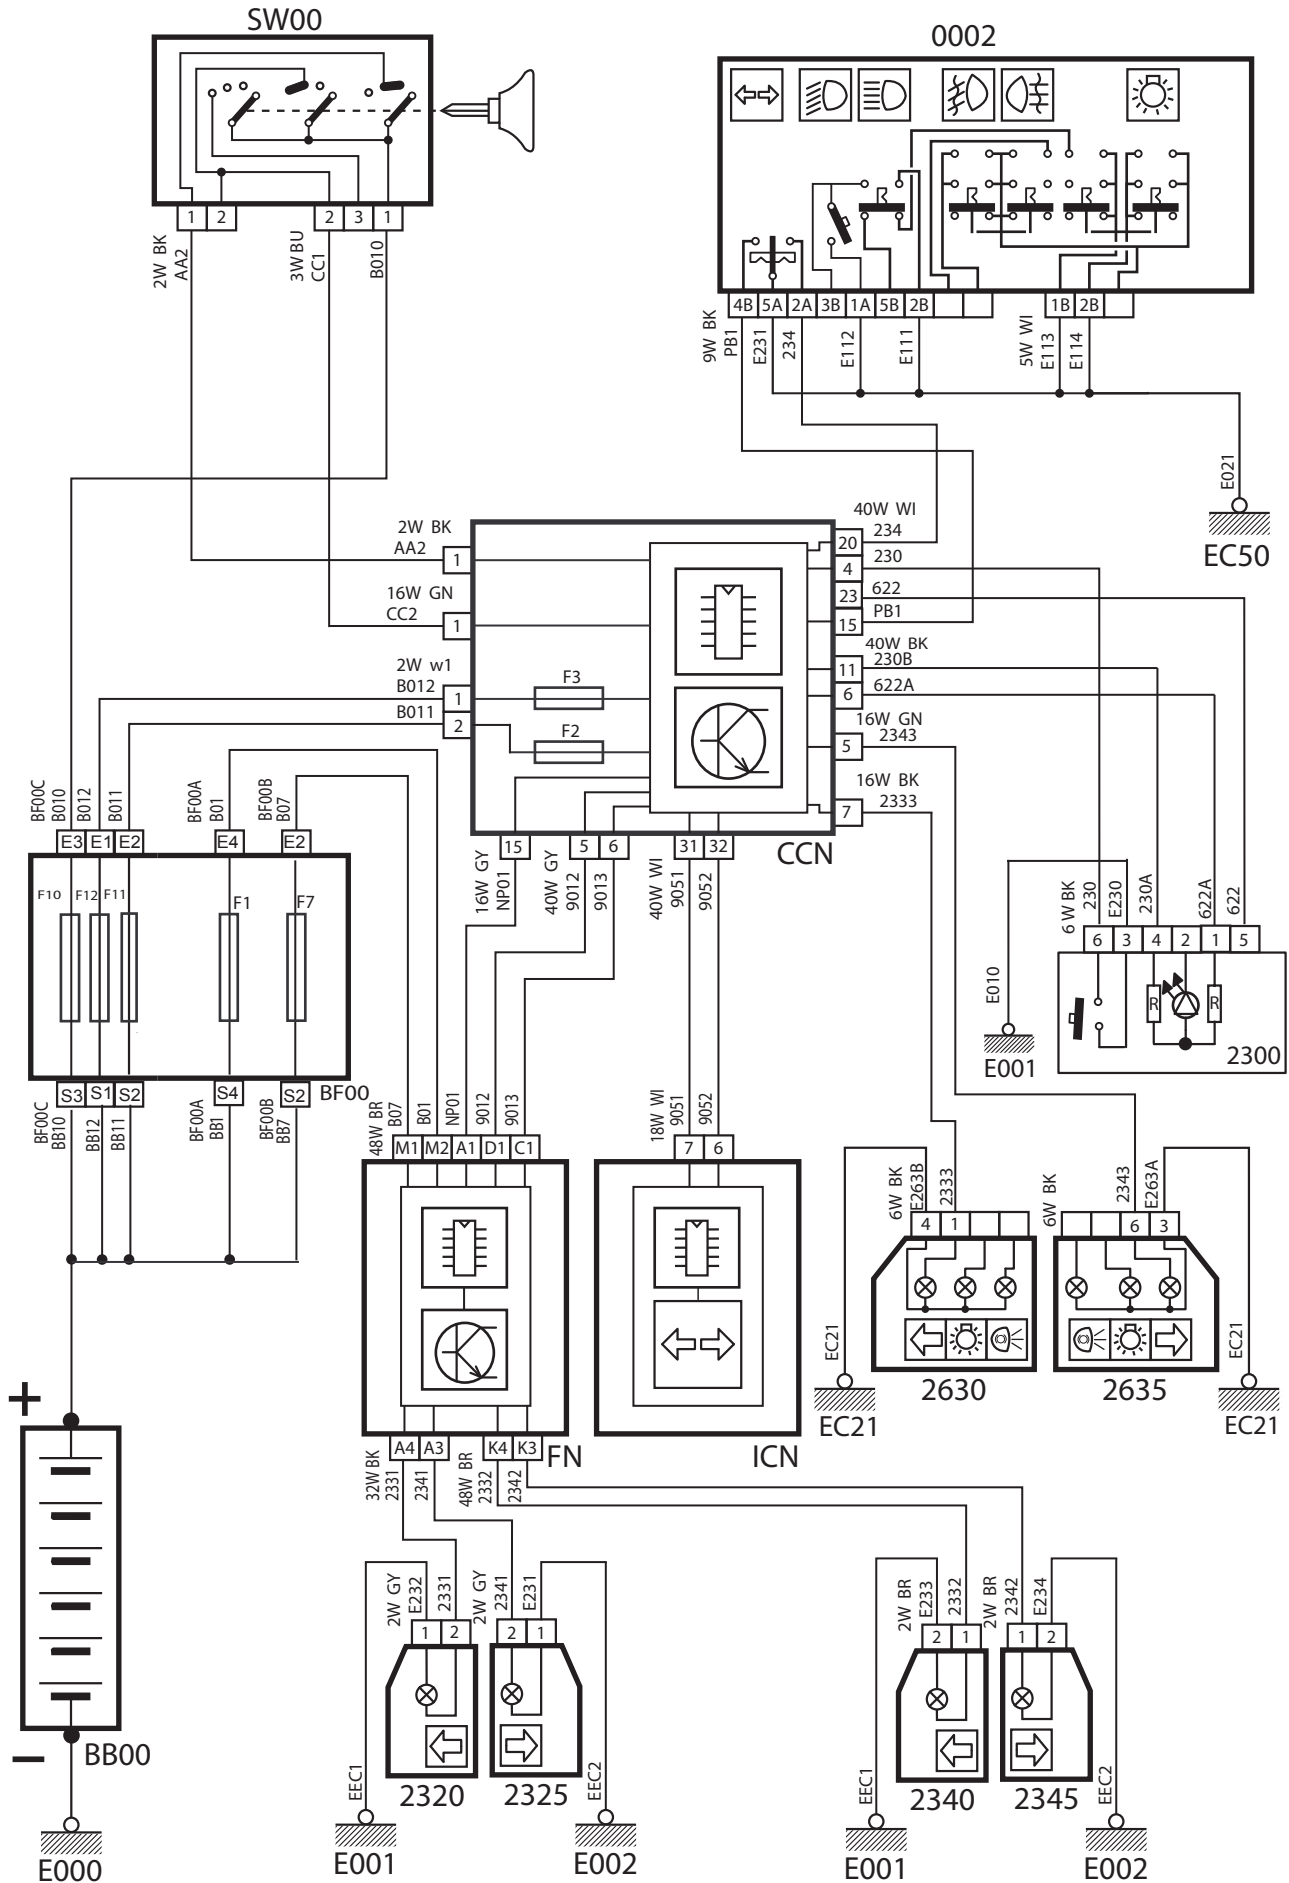 SW00
0002
1 2 2 3 1
2W BK
AA2
3W BU
CC1
B010
4B 5A 2A 3B 1A 5B 2B 1B 2B
9W BK
PB1
E231
234
E112
E111
5W WI
E113
E114
E021
EC50
2W BK
AA2
1
16W GN
CC2
1
2W w1
B012
1
B011
2
F3
F2
40W WI
234
20
230
4
622
23
PB1
15
40W BK
230B
11
622A
6
16W GN
2343
5
16W BK
2333
7
CCN
15 5 6 31 32
16W GY
NP01
40W GY
9012
9013
40W WI
9051
9052
BF00C
B010
B012
B011
BF00A
B01
BF00B
B07
E3 E1 E2 E4 E2
F10 F12 F11 F1 F7
S3 S1 S2 S4 S2
BF00
BF00C
BB10
BB12
BB11
BF00A
BB1
BF00B
BB7
6 W BK
230
E230
230A
622A
622
6 3 4 2 1 5
R R
2300
E010
E001
48W BR
B07
B01
NP01
9012
9013
M1 M2 A1 D1 C1
18W WI
9051
9052
7 6
6W BK
E263B
2333
4 1
6W BK
2343
E263A
6 3
EC21
EC21
2630
2635
EC21
EC21
A4 A3 K4 K3
FN
ICN
32W BK
2331
2341
48W BR
2332
2342
+
−
BB00
E000
2W GY
E232
2331
1 2
2W GY
2341
E231
2 1
2320
2325
EEC1
EEC2
E001
E002
2W BR
E233
2332
2 1
2W BR
2342
E234
1 2
2340
2345
EEC1
EEC2
E001
E002